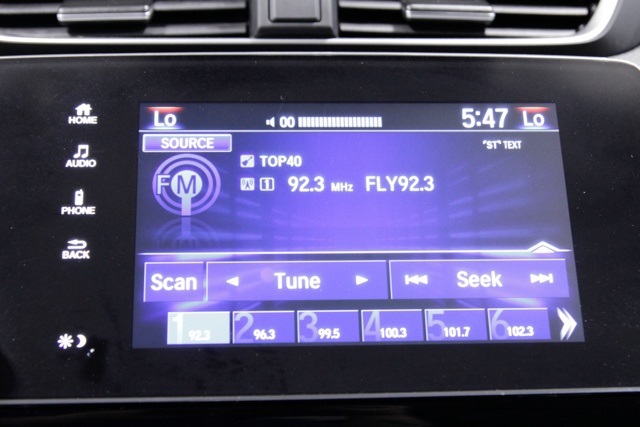 HOME
AUDIO
PHONE
BACK
Lo 00 5:47 Lo
SOURCE "ST" TEXT
FM
TOP40
1 92.3 MHz FLY92.3
Scan Tune Seek
1 92.3 2 96.3 3 99.5 4 100.3 5 101.7 6 102.3